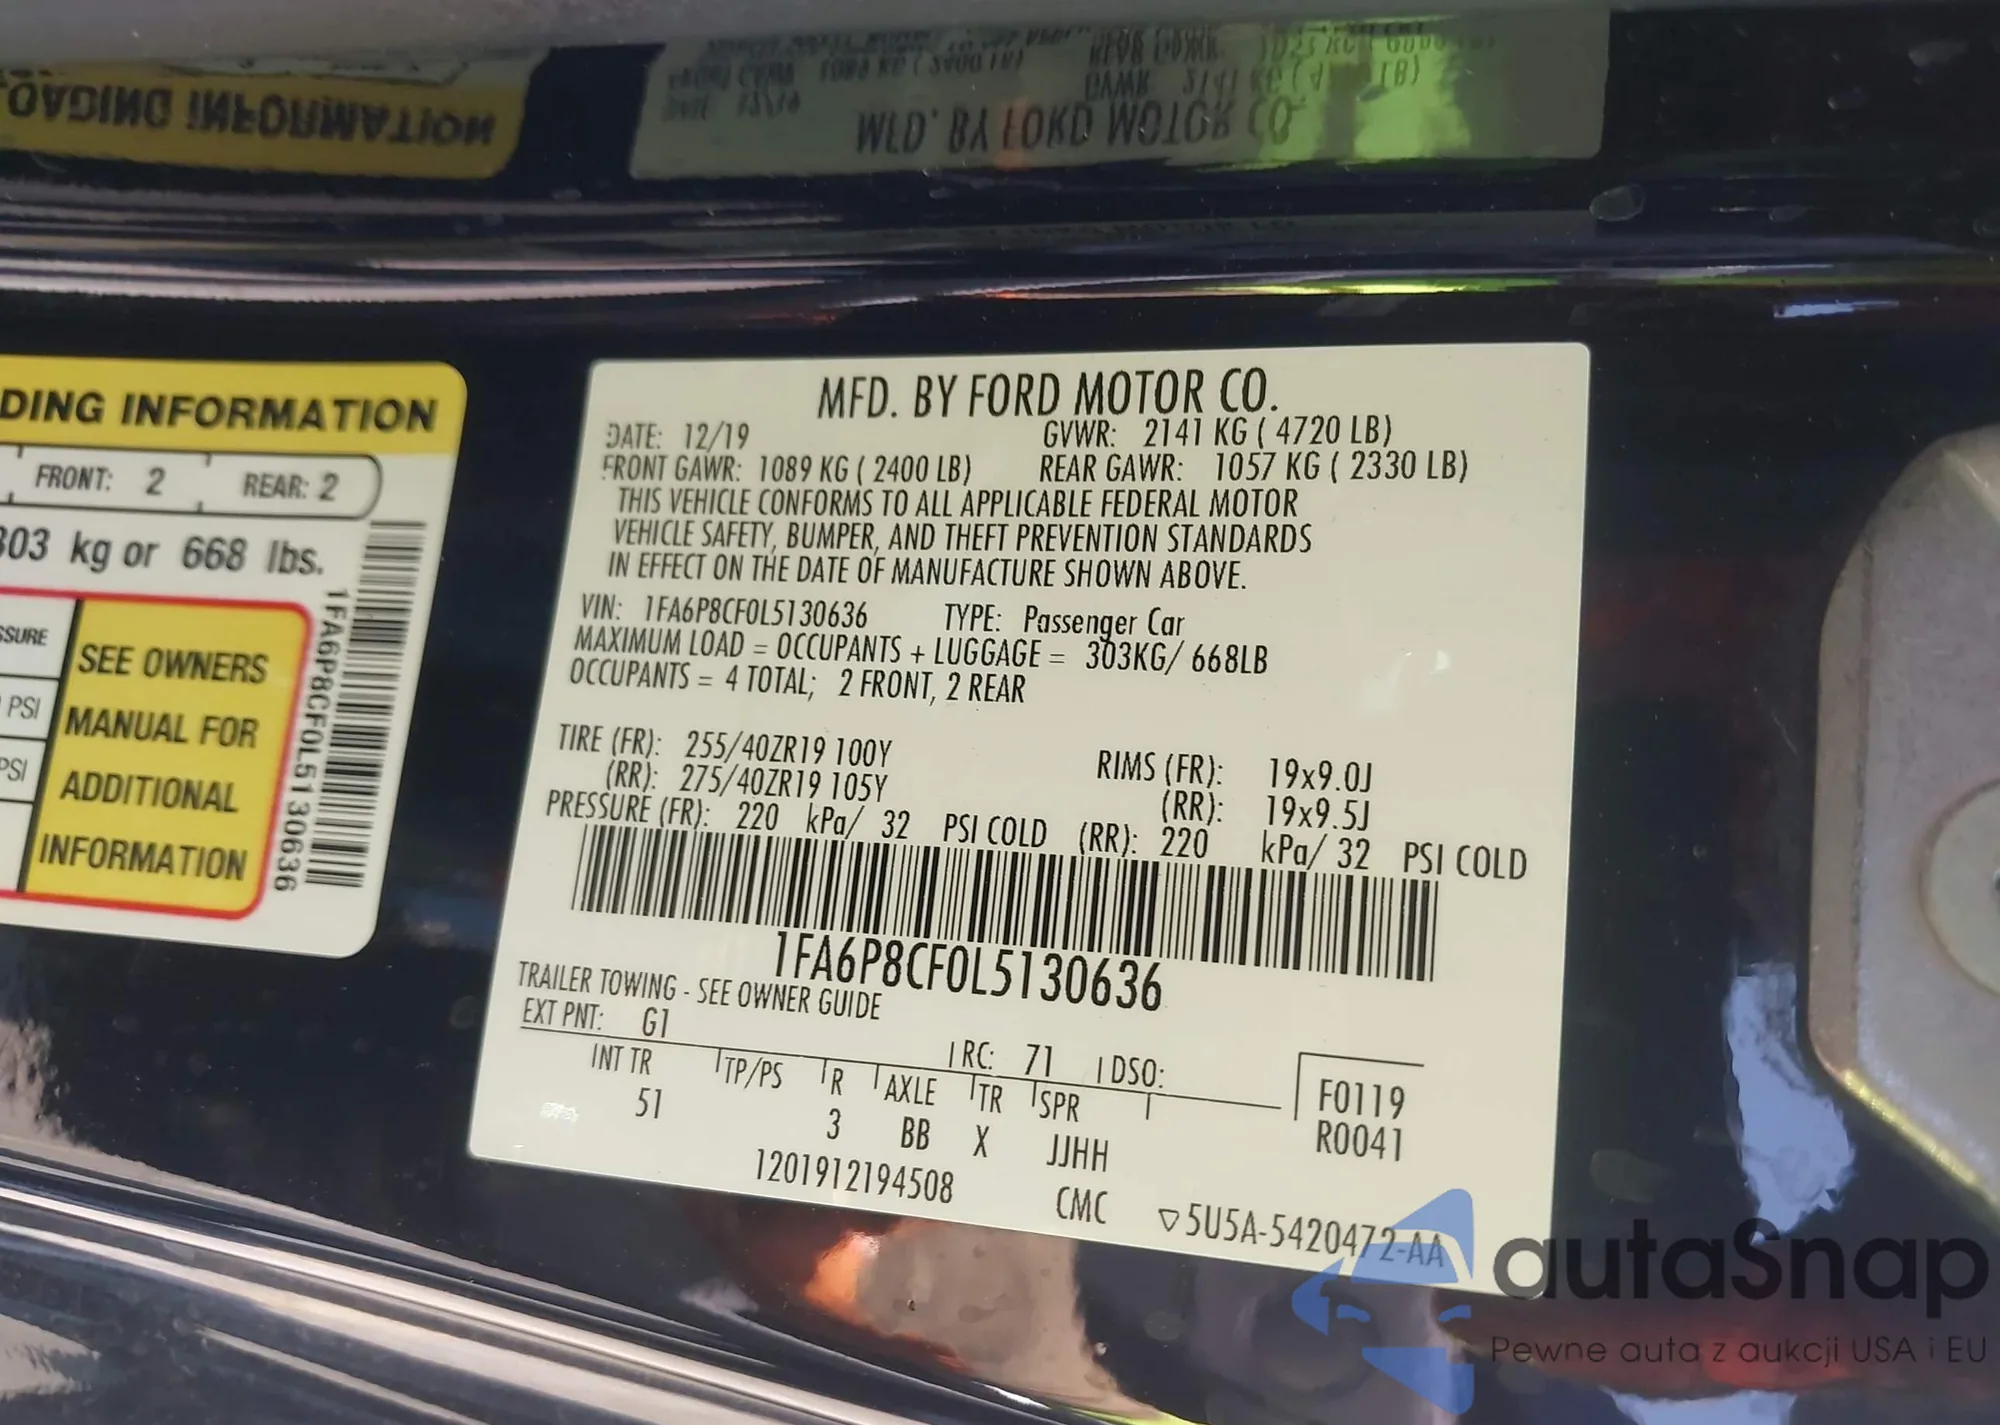 DING INFORMATION
FRONT: 2 REAR: 2
303 kg or 668 lbs.
SSURE
PSI
PSI
SEE OWNERS
MANUAL FOR
ADDITIONAL
INFORMATION
1FA6P8CF0L5130636
MFD. BY FORD MOTOR CO.
DATE: 12/19 GVWR: 2141 KG ( 4720 LB)
FRONT GAWR: 1089 KG ( 2400 LB) REAR GAWR: 1057 KG ( 2330 LB)
THIS VEHICLE CONFORMS TO ALL APPLICABLE FEDERAL MOTOR
VEHICLE SAFETY, BUMPER, AND THEFT PREVENTION STANDARDS
IN EFFECT ON THE DATE OF MANUFACTURE SHOWN ABOVE.
VIN: 1FA6P8CF0L5130636 TYPE: Passenger Car
MAXIMUM LOAD = OCCUPANTS + LUGGAGE = 303KG/ 668LB
OCCUPANTS = 4 TOTAL; 2 FRONT, 2 REAR
TIRE (FR): 255/40ZR19 100Y RIMS (FR): 19x9.0J
(RR): 275/40ZR19 105Y (RR): 19x9.5J
PRESSURE (FR): 220 kPa/ 32 PSI COLD (RR): 220 kPa/ 32 PSI COLD
1FA6P8CF0L5130636
TRAILER TOWING - SEE OWNER GUIDE
EXT PNT: G1 RC: 71 DSO:
INT TR TP/PS R AXLE TR SPR
51 3 BB X JJHH
F0119
R0041
1201912194508 CMC
5U5A-5420472-AA
autaSnap
Pewne auta z aukcji USA i EU